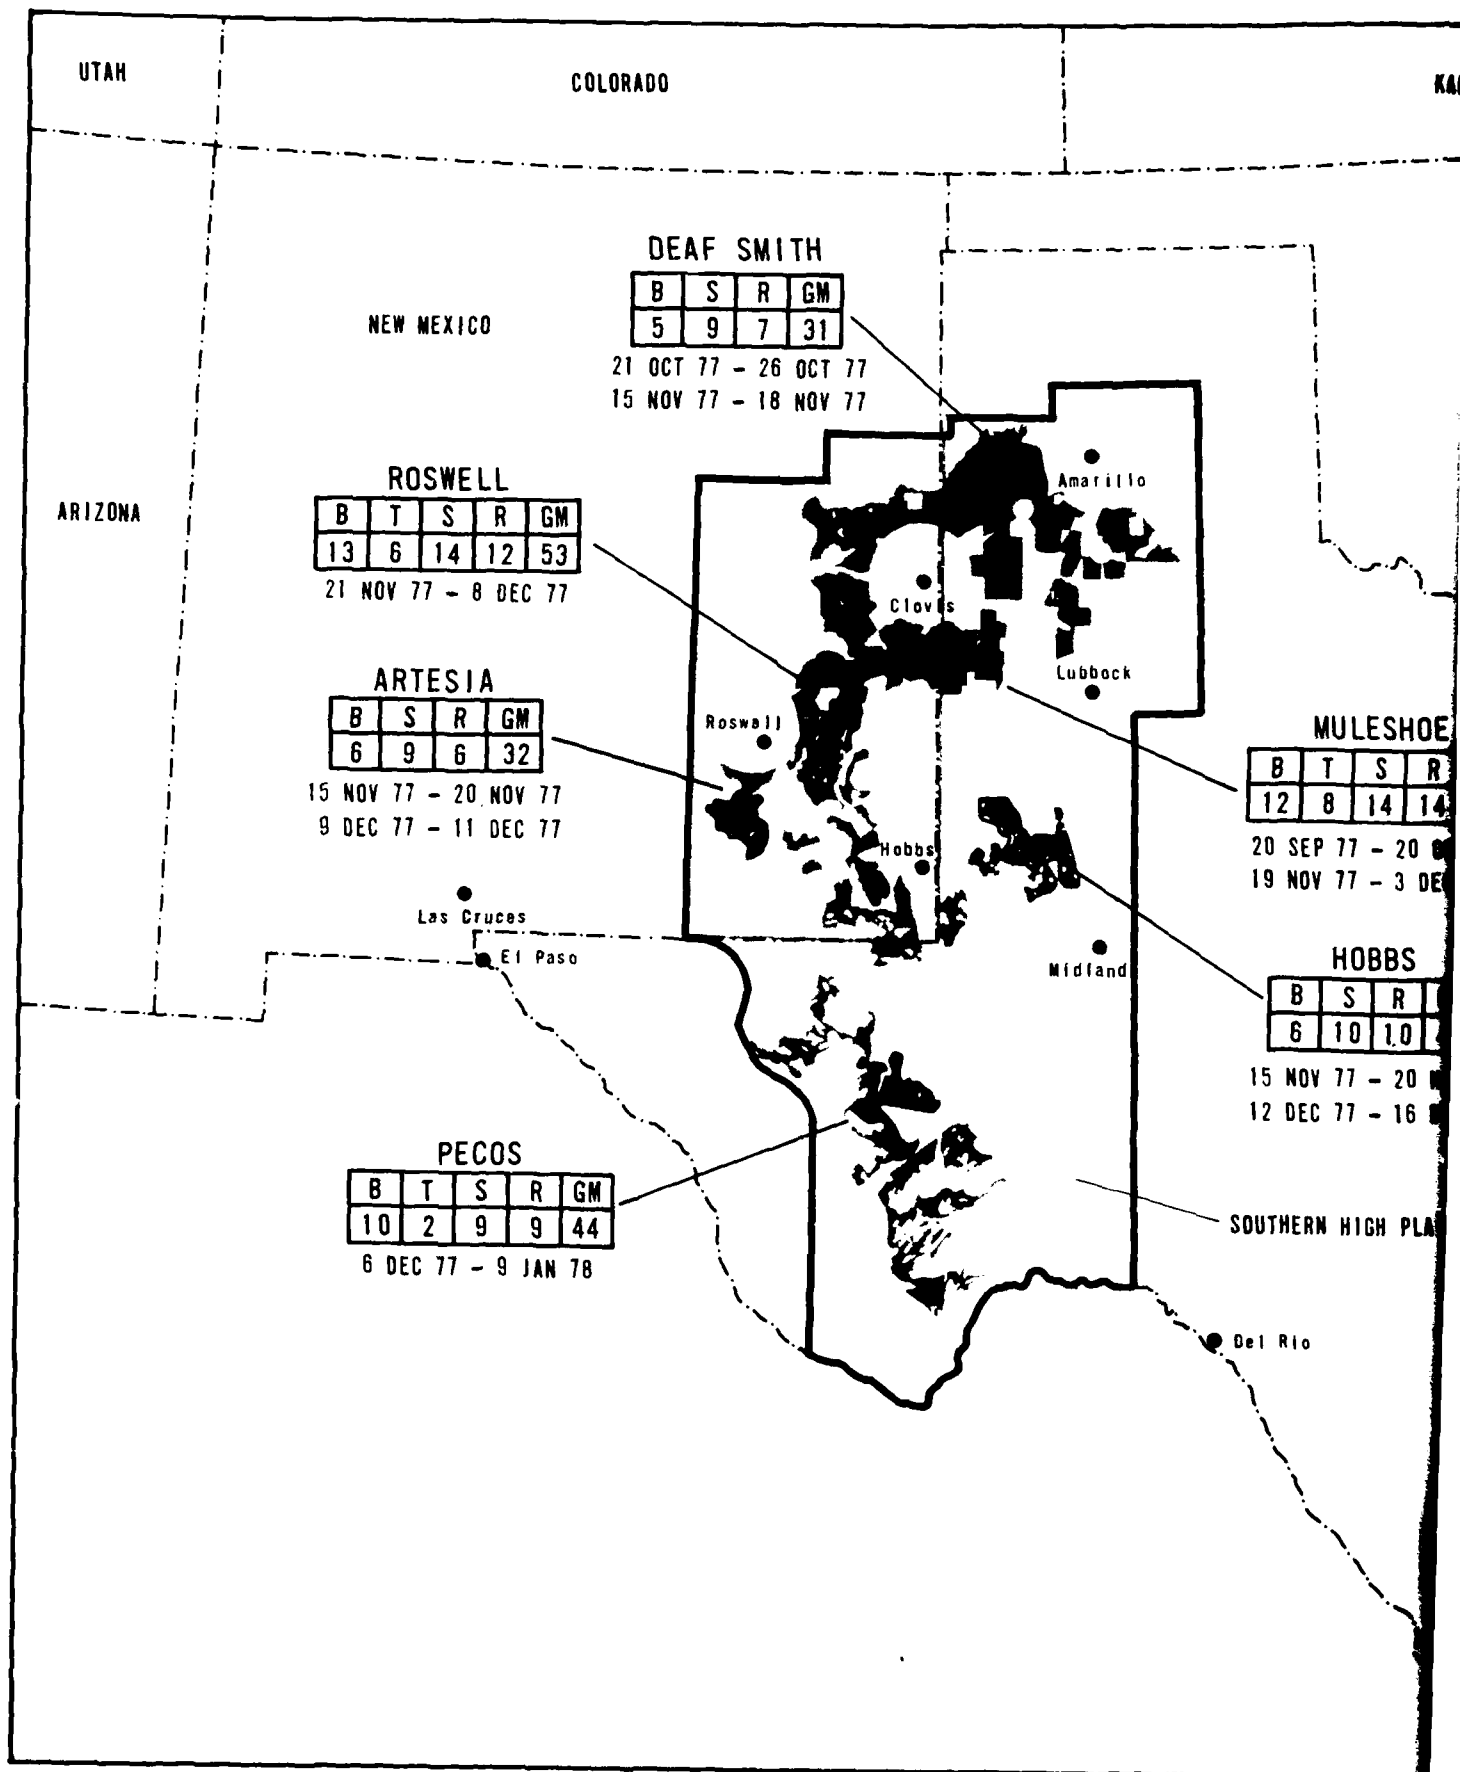 UTAH
COLORADO
DEAF SMITH
B S R GM
5 9 7 31
21 OCT 77 - 26 OCT 77
15 NOV 77 - 18 NOV 77
NEW MEXICO
ARIZONA
ROSWELL
B T S R GM
13 6 14 12 53
21 NOV 77 - 8 DEC 77
Amarillo
Clovis
ARTESIA
B S R GM
6 9 6 32
15 NOV 77 - 20 NOV 77
9 DEC 77 - 11 DEC 77
Lubbock
Roswell
MULESHOE
B T S R
12 8 14 14
20 SEP 77 - 20
19 NOV 77 - 3
Hobbs
Las Cruces
El Paso
Midland
HOBBS
B S R
6 10 10
15 NOV 77 - 20
12 DEC 77 - 16
PECOS
B T S R GM
10 2 9 9 44
6 DEC 77 - 9 JAN 78
SOUTHERN HIGH
Del Rio